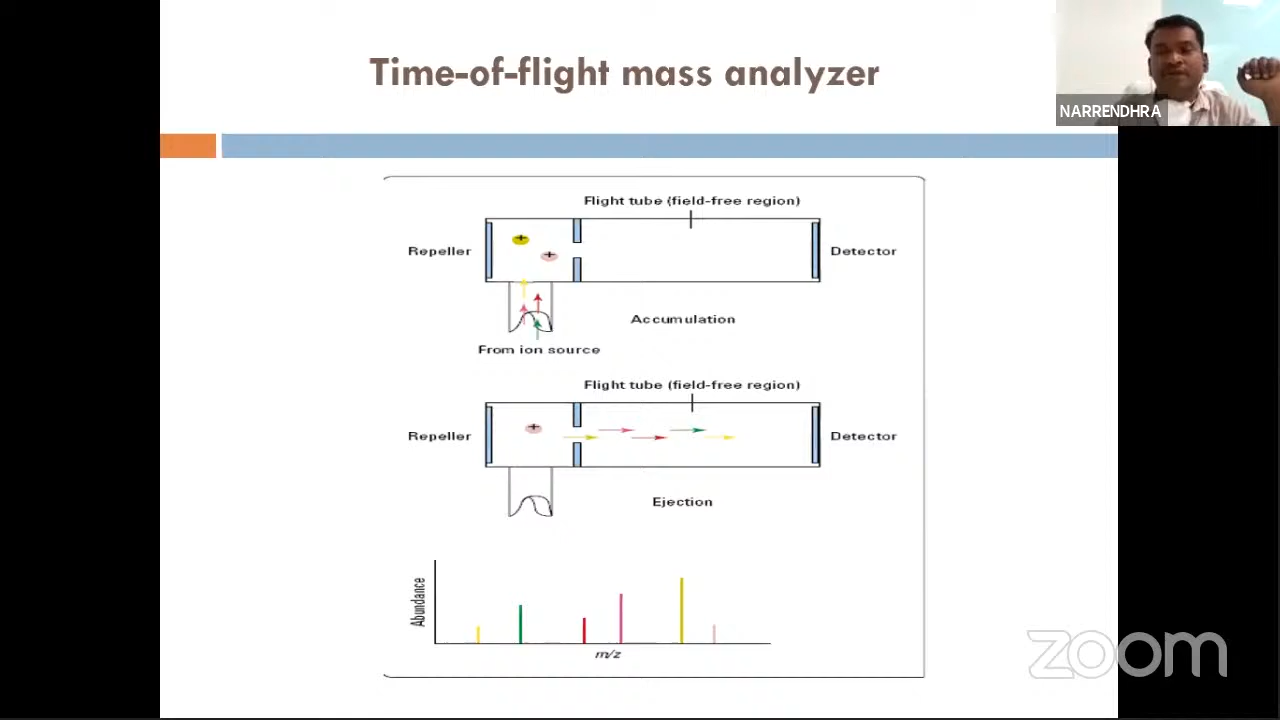 Time-of-flight mass analyzer
NARRENDHRA
Flight tube (field-free region)
Repeller
+
+
Detector
Accumulation
From ion source
Flight tube (field-free region)
Repeller
+
Detector
Ejection
Abundance
m/z
zoom